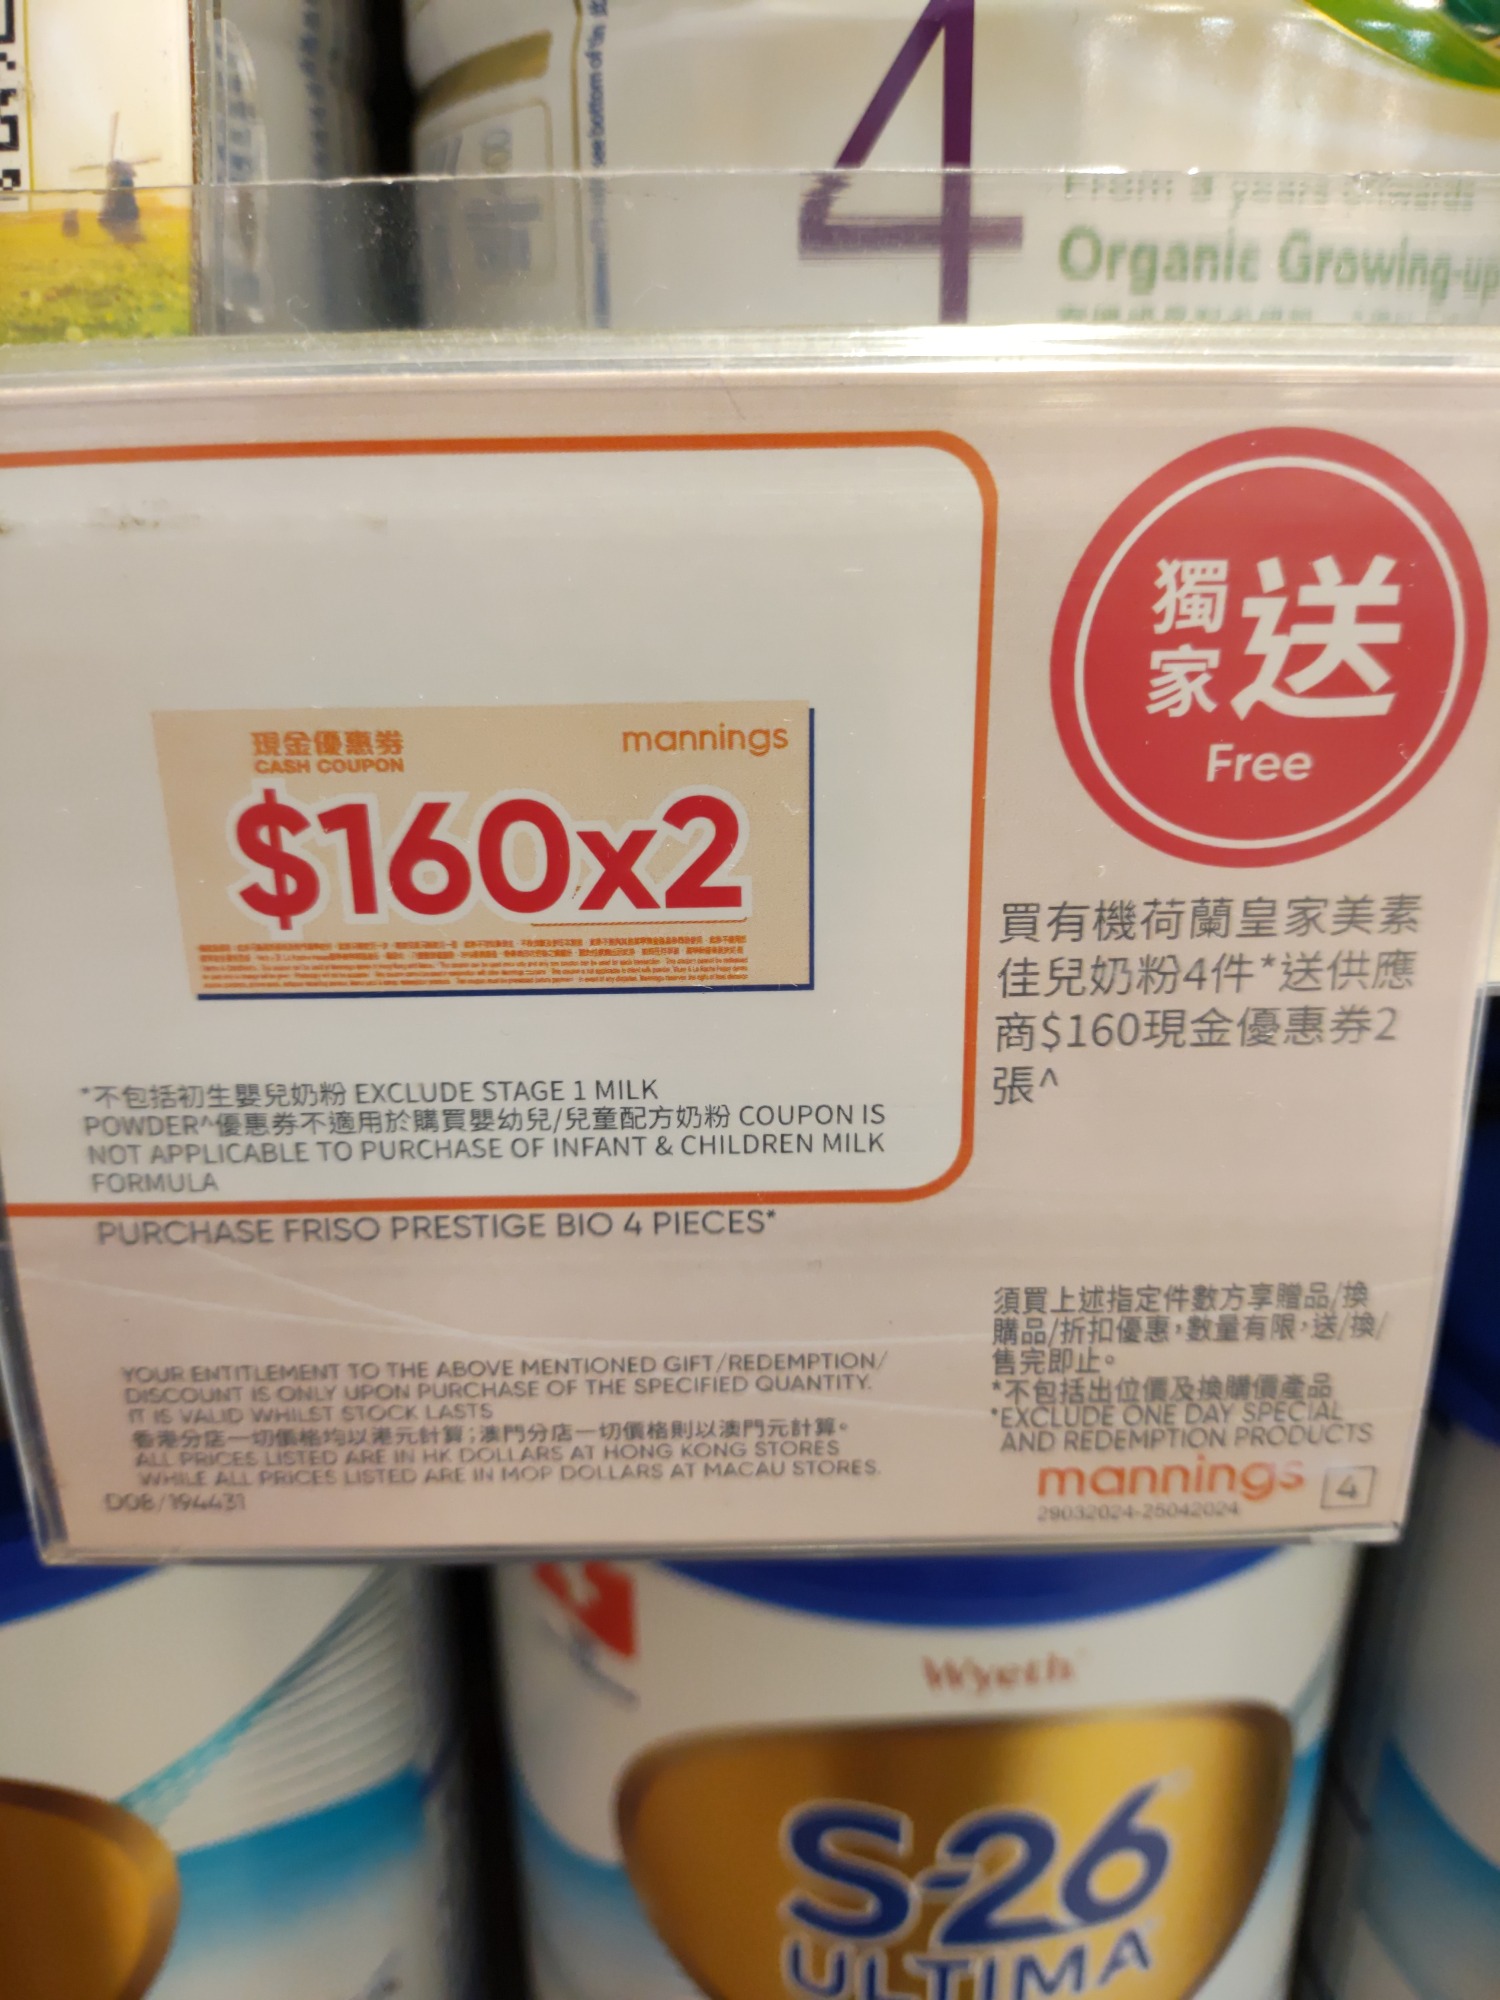 see bottom of tin
4
From 3 years onwards
Organic Growing-up
獨家
送
Free
現金優惠券
CASH COUPON
mannings
$160x2
買有機荷蘭皇家美素
佳兒奶粉4件*送供應
商$160現金優惠券2
張^
*不包括初生嬰兒奶粉 EXCLUDE STAGE 1 MILK
POWDER^優惠券不適用於購買嬰幼兒/兒童配方奶粉 COUPON IS
NOT APPLICABLE TO PURCHASE OF INFANT & CHILDREN MILK
FORMULA
PURCHASE FRISO PRESTIGE BIO 4 PIECES*
須買上述指定件數方享贈品/換
購品/折扣優惠,數量有限,送/換/
售完即止。
*不包括出位價及換購價產品
*EXCLUDE ONE DAY SPECIAL
AND REDEMPTION PRODUCTS
YOUR ENTITLEMENT TO THE ABOVE MENTIONED GIFT/REDEMPTION/
DISCOUNT IS ONLY UPON PURCHASE OF THE SPECIFIED QUANTITY.
IT IS VALID WHILST STOCK LASTS
香港分店一切價格均以港元計算;澳門分店一切價格則以澳門元計算。
ALL PRICES LISTED ARE IN HK DOLLARS AT HONG KONG STORES
WHILE ALL PRICES LISTED ARE IN MOP DOLLARS AT MACAU STORES.
DOB/194431
mannings 4
29032024-25042024
Wyeth
S-26
ULTIMA